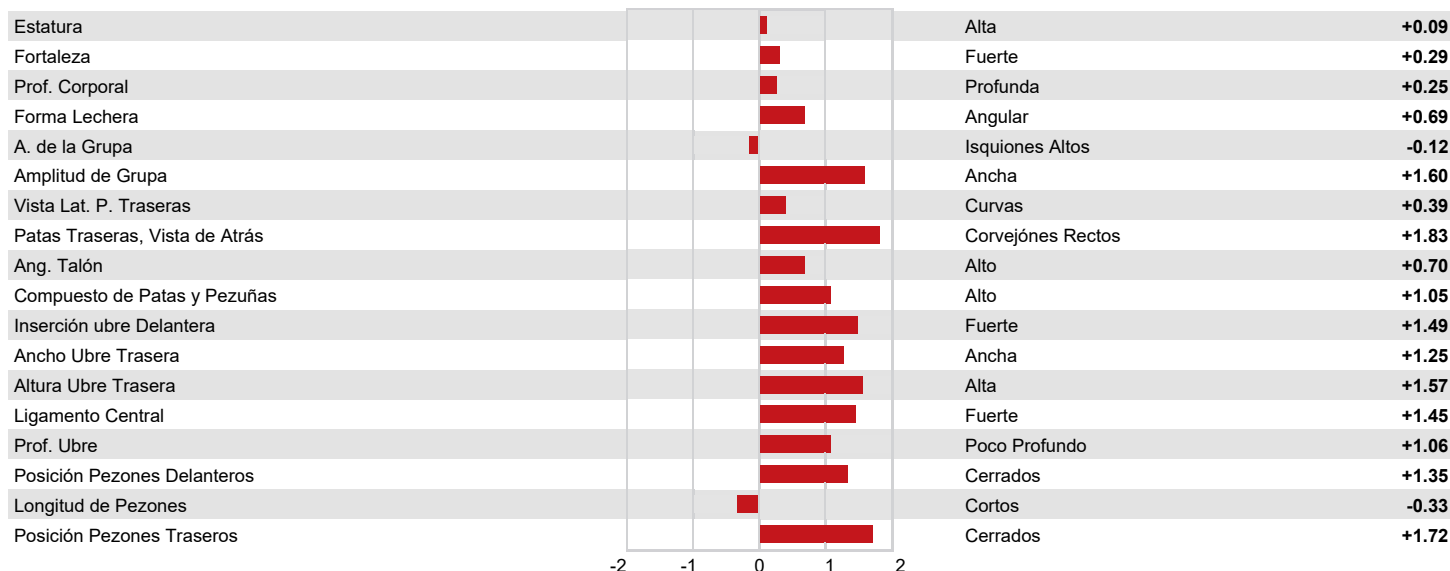 Estatura Alta +0.09
Fortaleza Fuerte +0.29
Prof. Corporal Profunda +0.25
Forma Lechera Angular +0.69
A. de la Grupa Isquiones Altos -0.12
Amplitud de Grupa Ancha +1.60
Vista Lat. P. Traseras Curvas +0.39
Patas Traseras, Vista de Atrás Corvejónes Rectos +1.83
Ang. Talón Alto +0.70
Compuesto de Patas y Pezuñas Alto +1.05
Inserción ubre Delantera Fuerte +1.49
Ancho Ubre Trasera Ancha +1.25
Altura Ubre Trasera Alta +1.57
Ligamento Central Fuerte +1.45
Prof. Ubre Poco Profundo +1.06
Posición Pezones Delanteros Cerrados +1.35
Longitud de Pezones Cortos -0.33
Posición Pezones Traseros Cerrados +1.72
-2 -1 0 1 2